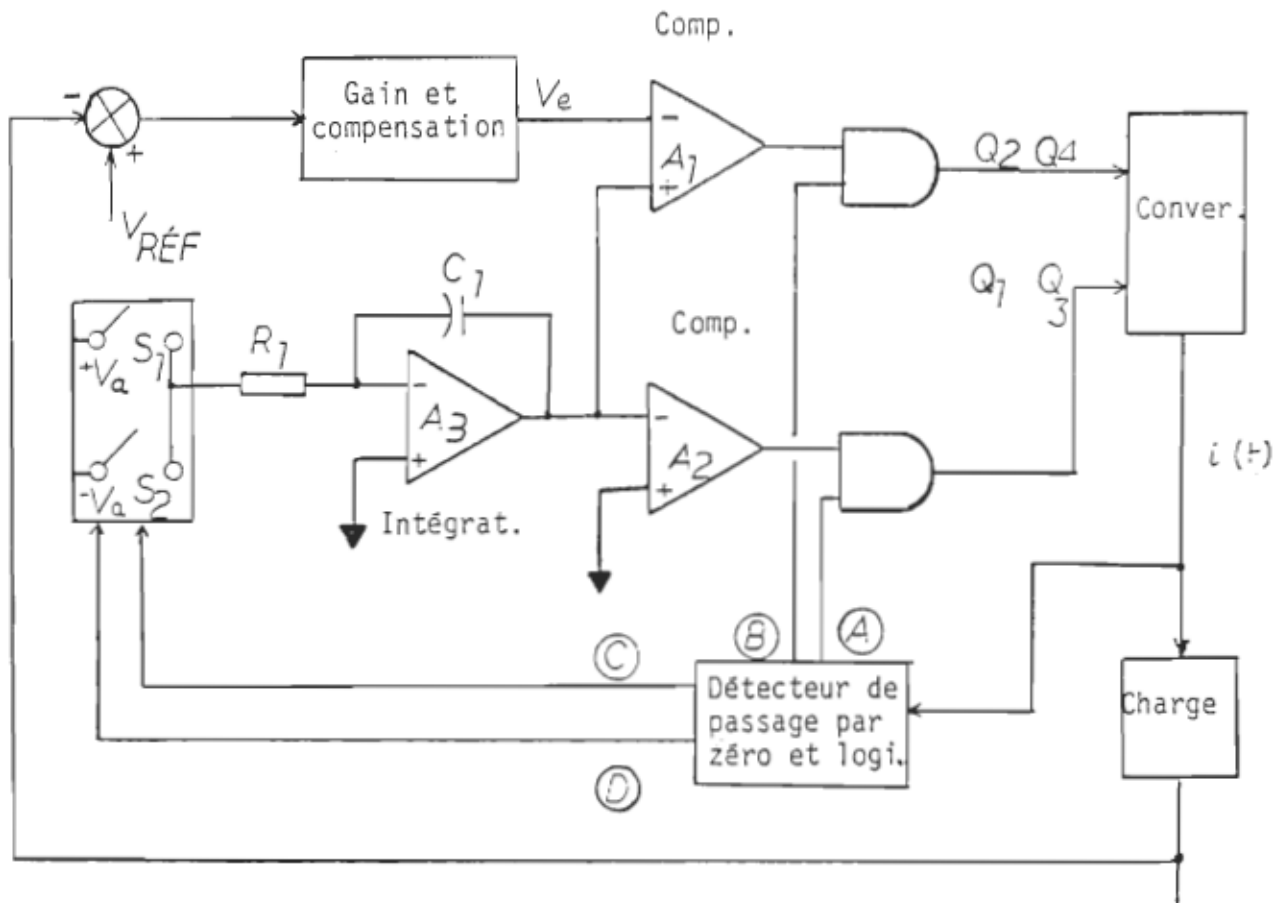 Comp.
Gain et
compensation
Ve
-
+
VRÉF
-
A1
+
Q2 Q4
Conver.
C1
Comp.
Q1 Q3
+Va
S1
R1
-
A3
+
-Va
S2
Intégrat.
-
A2
+
i(t)
C
B
A
Détecteur de
passage par
zéro et logi.
Charge
D